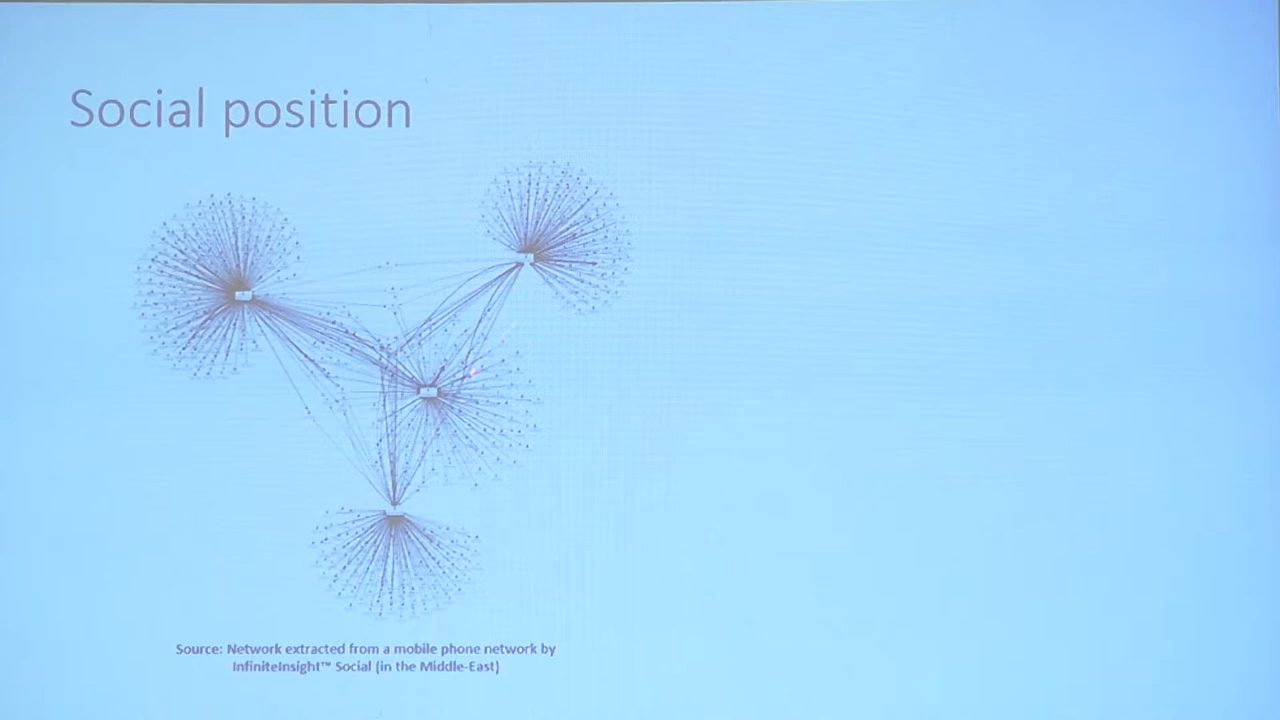 Social position
Source: Network extracted from a mobile phone network by
InfiniteInsight™ Social (in the Middle-East)